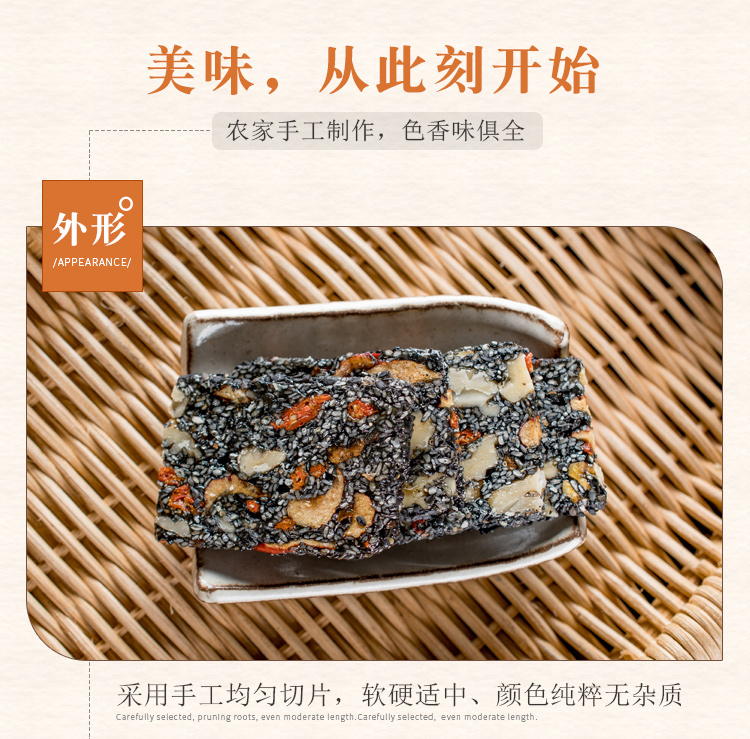 美味，从此刻开始
农家手工制作，色香味俱全
外形
/APPEARANCE/
采用手工均匀切片，软硬适中、颜色纯粹无杂质
Carefully selected, pruning roots, even moderate length.Carefully selected, even moderate length.